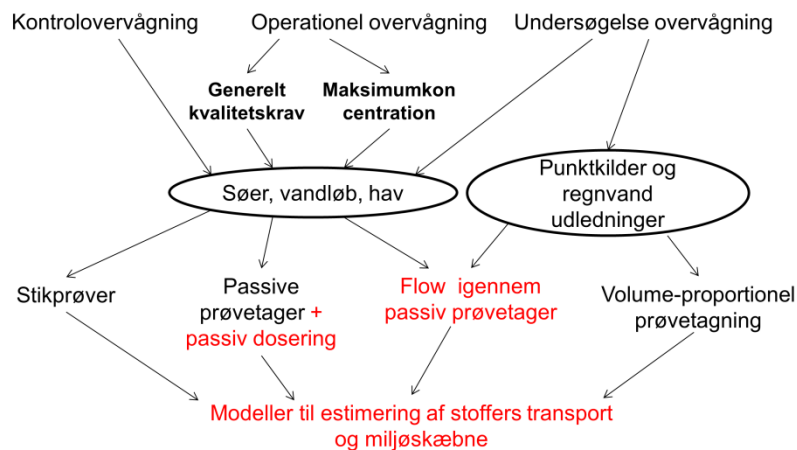 Kontrolovervågning
Operationel overvågning
Undersøgelse overvågning
Generelt
kvalitetskrav
Maksimumkon
centration
Søer, vandløb, hav
Punktkilder og
regnvand
udledninger
Stikprøver
Passive
prøvetager +
passiv dosering
Flow igennem
passiv prøvetager
Volume-proportionel
prøvetagning
Modeller til estimering af stoffers transport
og miljøskæbne